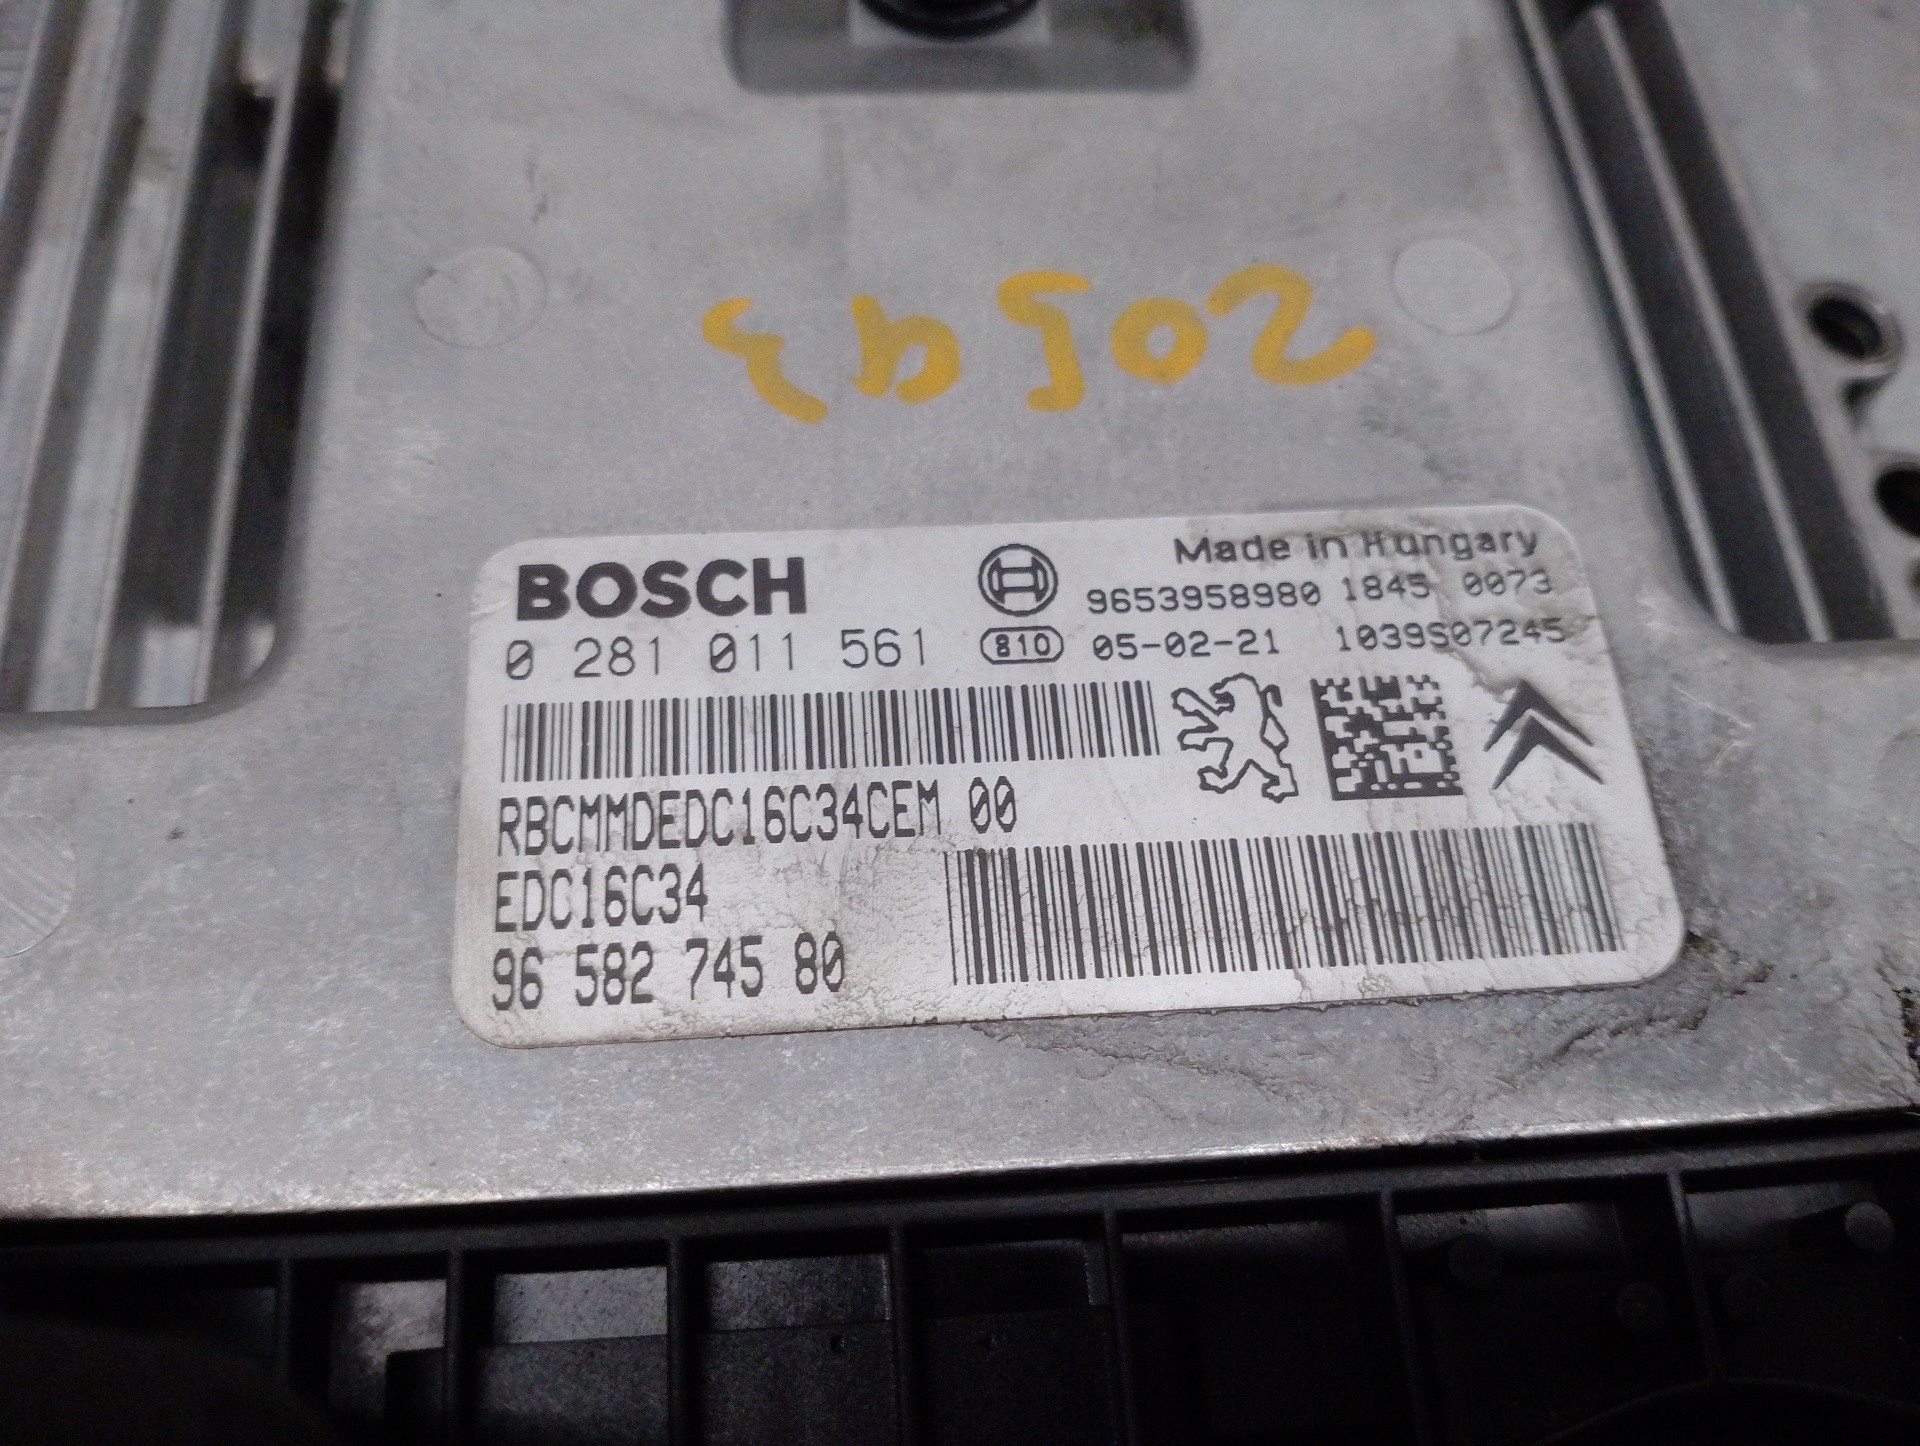 BOSCH
Made in Hungary
9653958980 1845 0073
0 281 011 561
810 05-02-21 1039S07245
RBCMMDEDC16C34CEM 00
EDC16C34
96 582 745 80